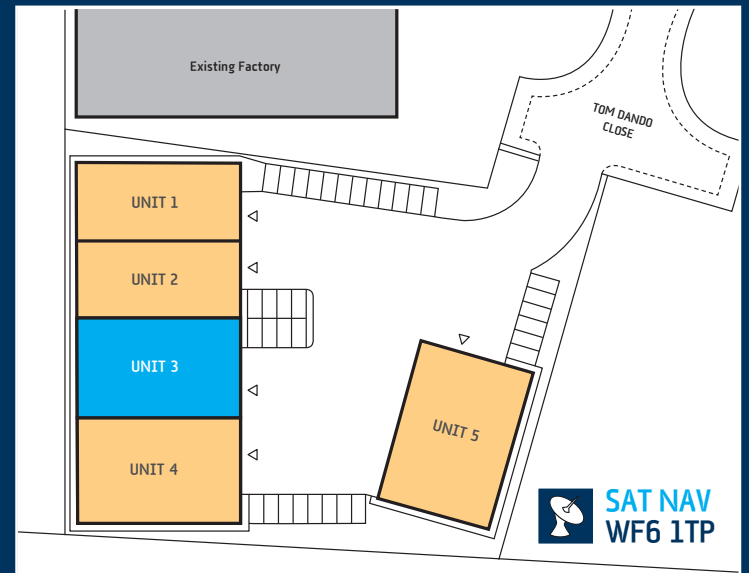 Existing Factory
TOM DANDO
CLOSE
UNIT 1
UNIT 2
UNIT 3
UNIT 4
UNIT 5
SAT NAV
WF6 1TP